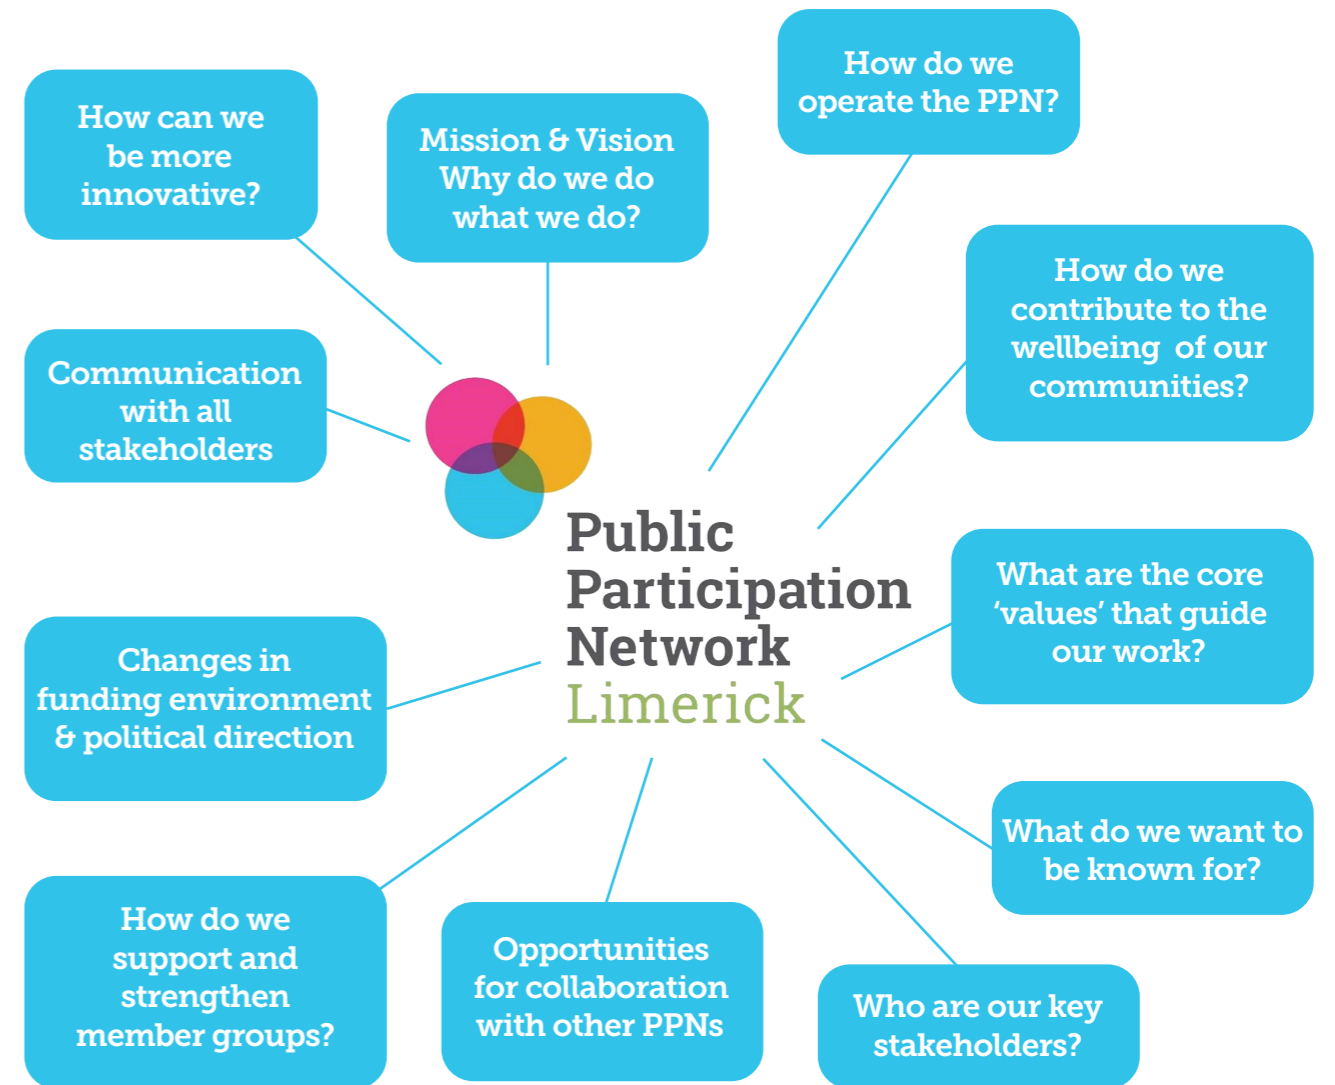 How do we
operate the PPN?
How can we
be more
innovative?
Mission & Vision
Why do we do
what we do?
How do we
contribute to the
wellbeing of our
communities?
Communication
with all
stakeholders
Public
Participation
Network
Limerick
What are the core
‘values’ that guide
our work?
Changes in
funding environment
& political direction
What do we want to
be known for?
How do we
support and
strengthen
member groups?
Opportunities
for collaboration
with other PPNs
Who are our key
stakeholders?